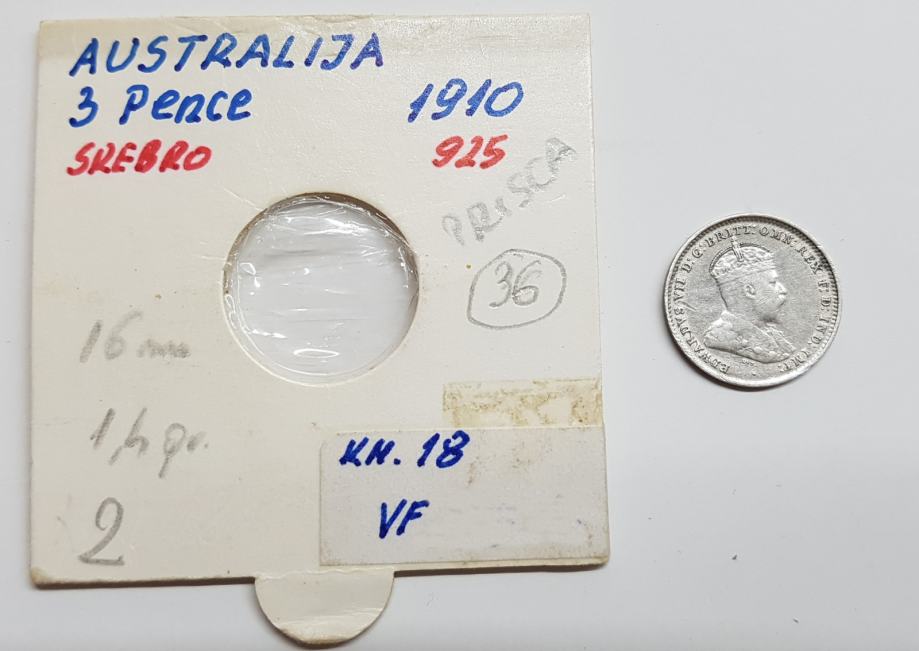 AUSTRALIJA
3 Pence 1910
SREBRO 925
PRISCA
36
16 mm
1,4 gr.
2
KM. 18
VF
EDWARDVS VII D: G: BRITT: OMN: REX F: D: IND: IMP: